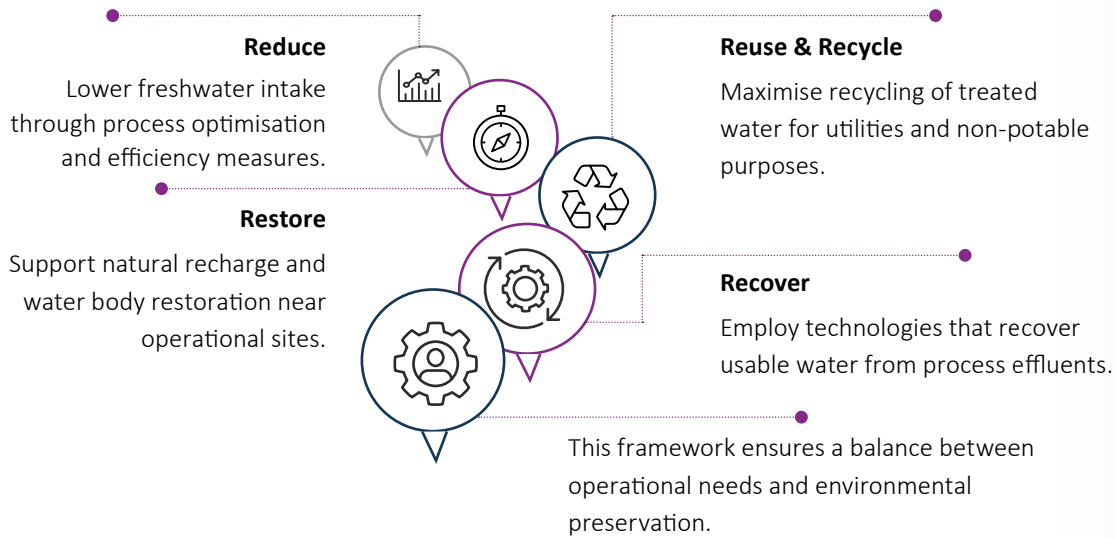 Reduce
Lower freshwater intake
through process optimisation
and efficiency measures.
Reuse & Recycle
Maximise recycling of treated
water for utilities and non-potable
purposes.
Restore
Support natural recharge and
water body restoration near
operational sites.
Recover
Employ technologies that recover
usable water from process effluents.
This framework ensures a balance between
operational needs and environmental
preservation.